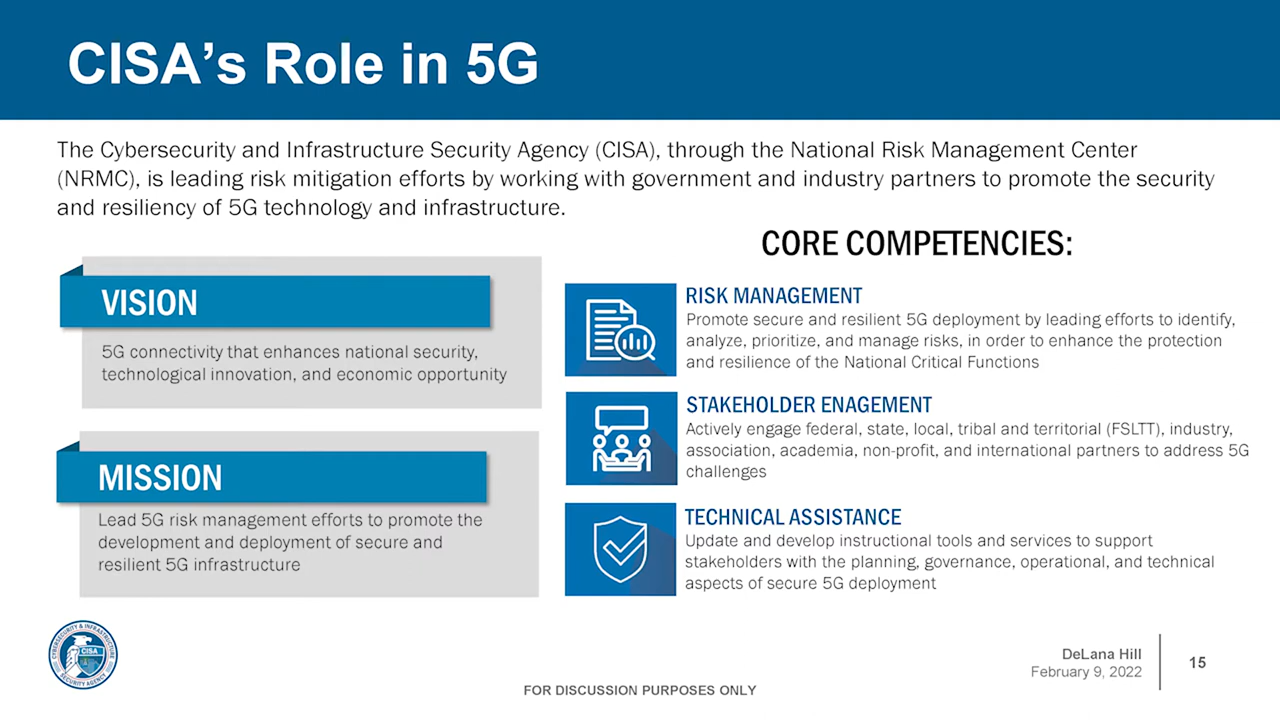 CISA's Role in 5G
The Cybersecurity and Infrastructure Security Agency (CISA), through the National Risk Management Center
(NRMC), is leading risk mitigation efforts by working with government and industry partners to promote the security
and resiliency of 5G technology and infrastructure.
VISION
5G connectivity that enhances national security,
technological innovation, and economic opportunity
MISSION
Lead 5G risk management efforts to promote the
development and deployment of secure and
resilient 5G infrastructure
CORE COMPETENCIES:
RISK MANAGEMENT
Promote secure and resilient 5G deployment by leading efforts to identify,
analyze, prioritize, and manage risks, in order to enhance the protection
and resilience of the National Critical Functions
STAKEHOLDER ENAGEMENT
Actively engage federal, state, local, tribal and territorial (FSLTT), industry,
association, academia, non-profit, and international partners to address 5G
challenges
TECHNICAL ASSISTANCE
Update and develop instructional tools and services to support
stakeholders with the planning, governance, operational, and technical
aspects of secure 5G deployment
CYBERSECURITY & INFRASTRUCTURE
CISA
SECURITY AGENCY
FOR DISCUSSION PURPOSES ONLY
DeLana Hill
February 9, 2022
15